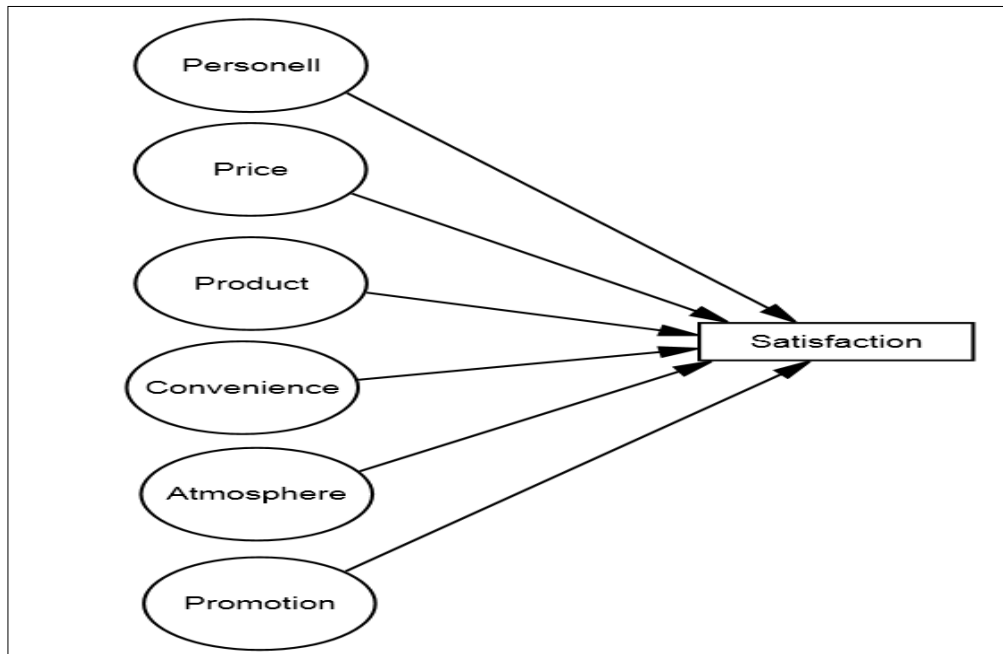 Personell
Price
Product
Satisfaction
Convenience
Atmosphere
Promotion